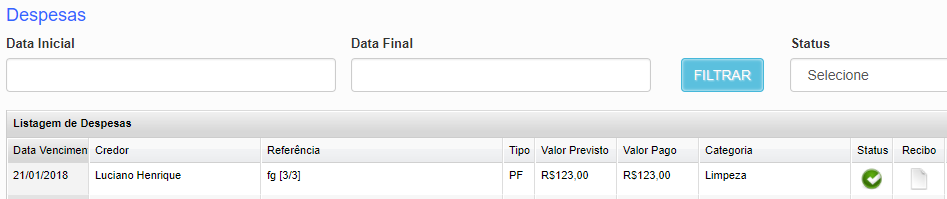 Despesas
Data Inicial Data Final Status
FILTRAR Selecione
Listagem de Despesas
Data Vencimen Credor Referência Tipo Valor Previsto Valor Pago Categoria Status Recibo
21/01/2018 Luciano Henrique fg [3/3] PF R$123,00 R$123,00 Limpeza